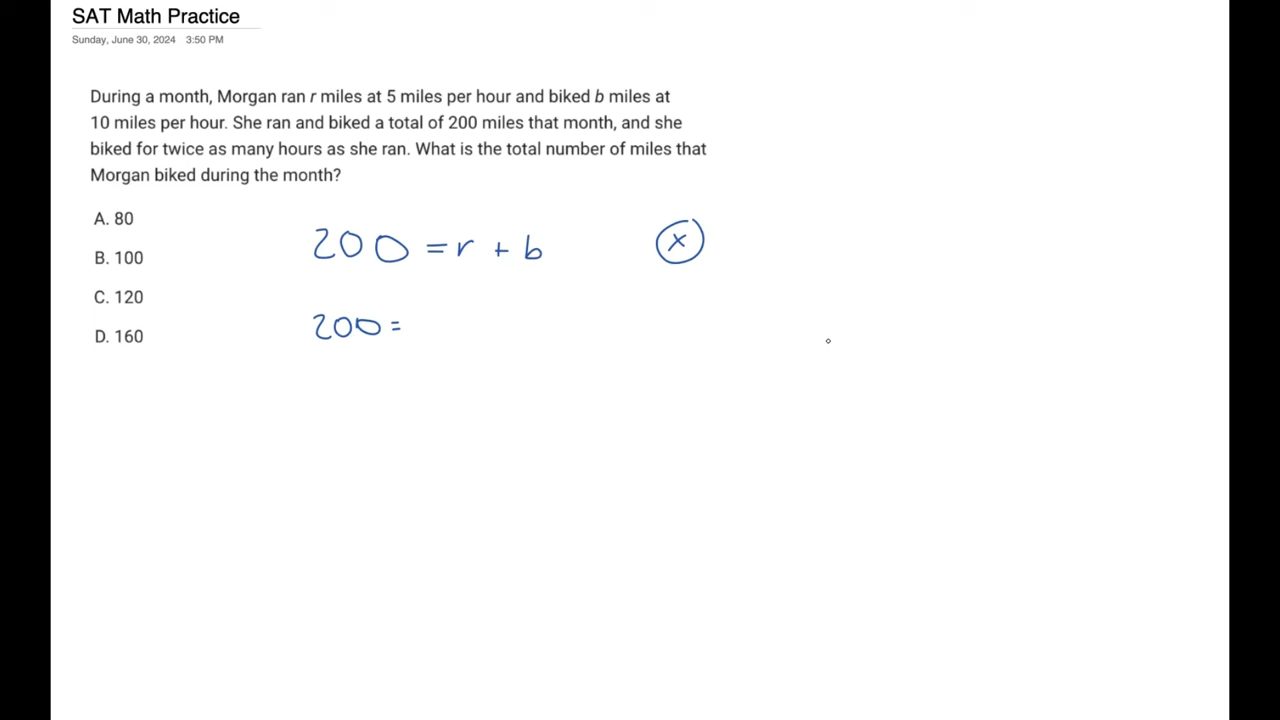 SAT Math Practice
Sunday, June 30, 2024 3:50 PM
During a month, Morgan ran r miles at 5 miles per hour and biked b miles at
10 miles per hour. She ran and biked a total of 200 miles that month, and she
biked for twice as many hours as she ran. What is the total number of miles that
Morgan biked during the month?
A. 80
B. 100
C. 120
D. 160
200 = r + b
x
200 =